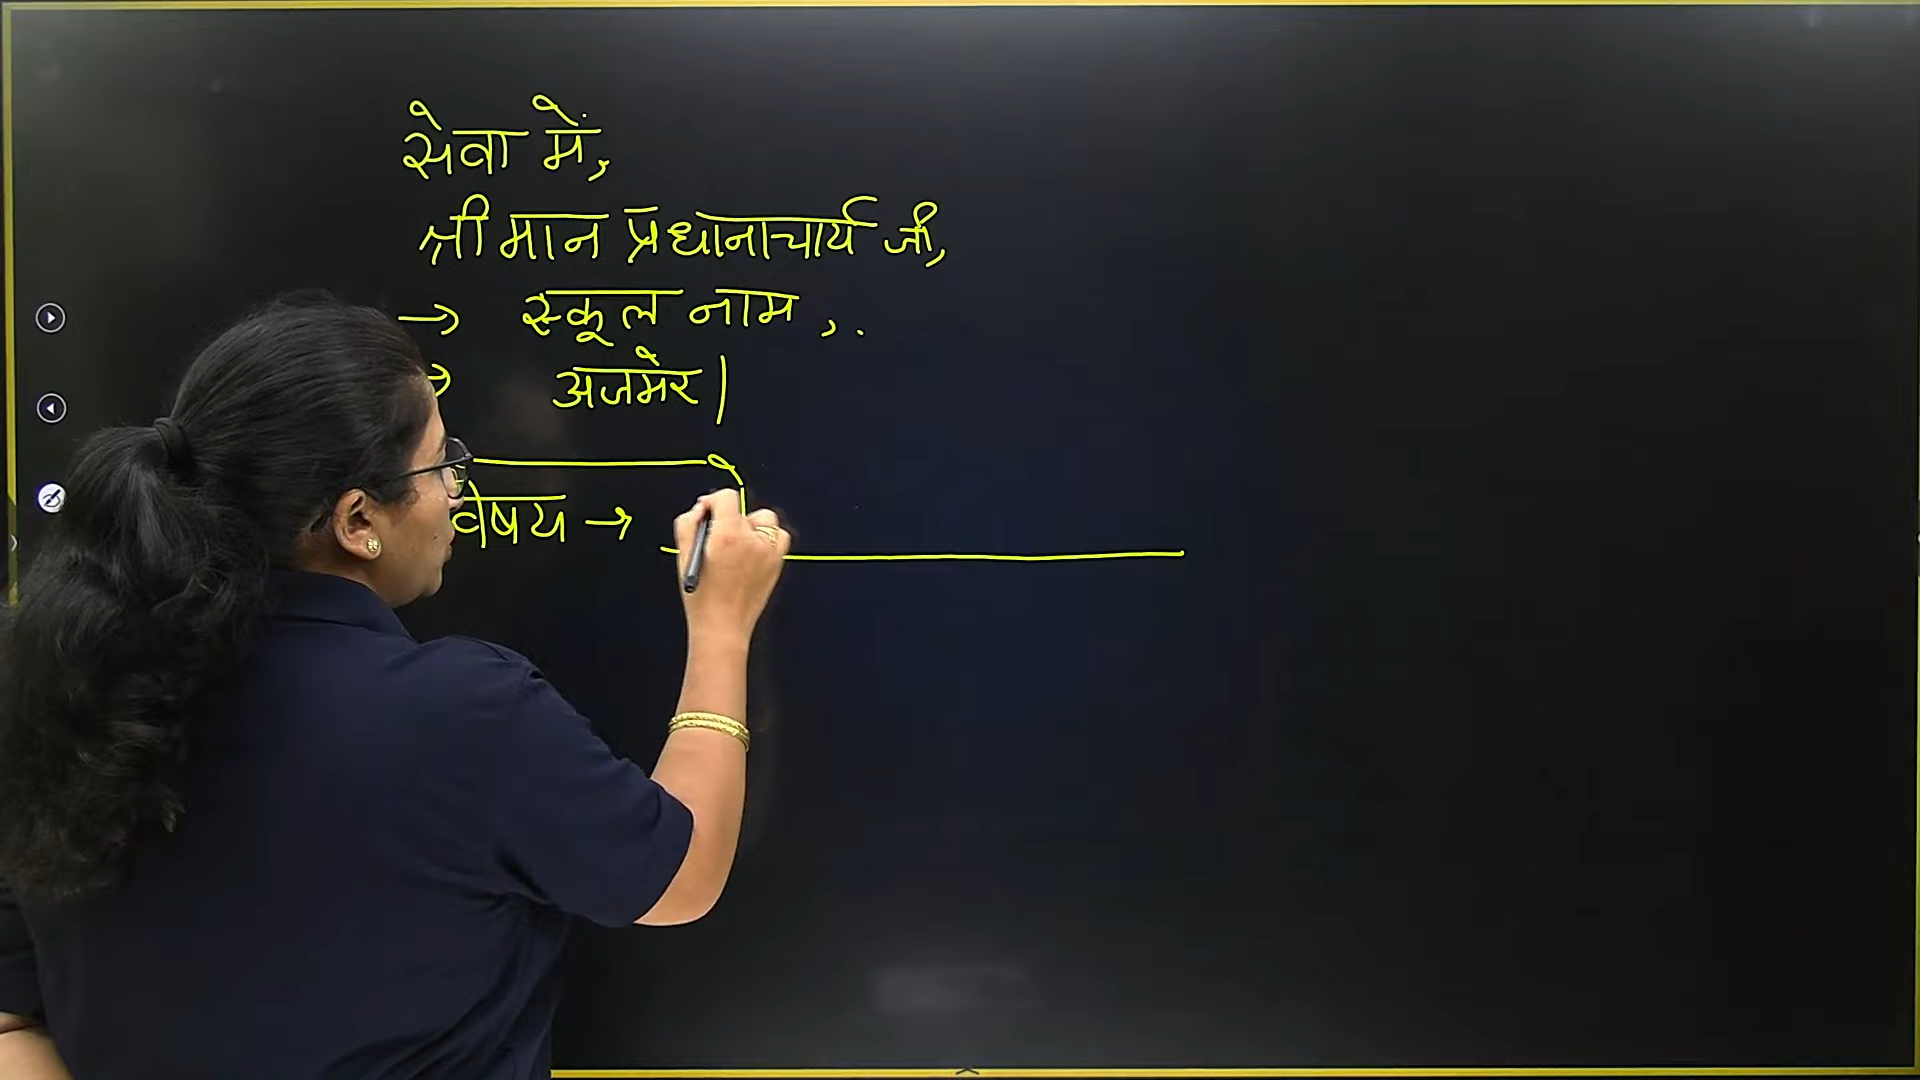 सेवा में,
श्रीमान प्रधानाचार्य जी,
→ स्कूल नाम ,.
→ अजमेर।
विषय →